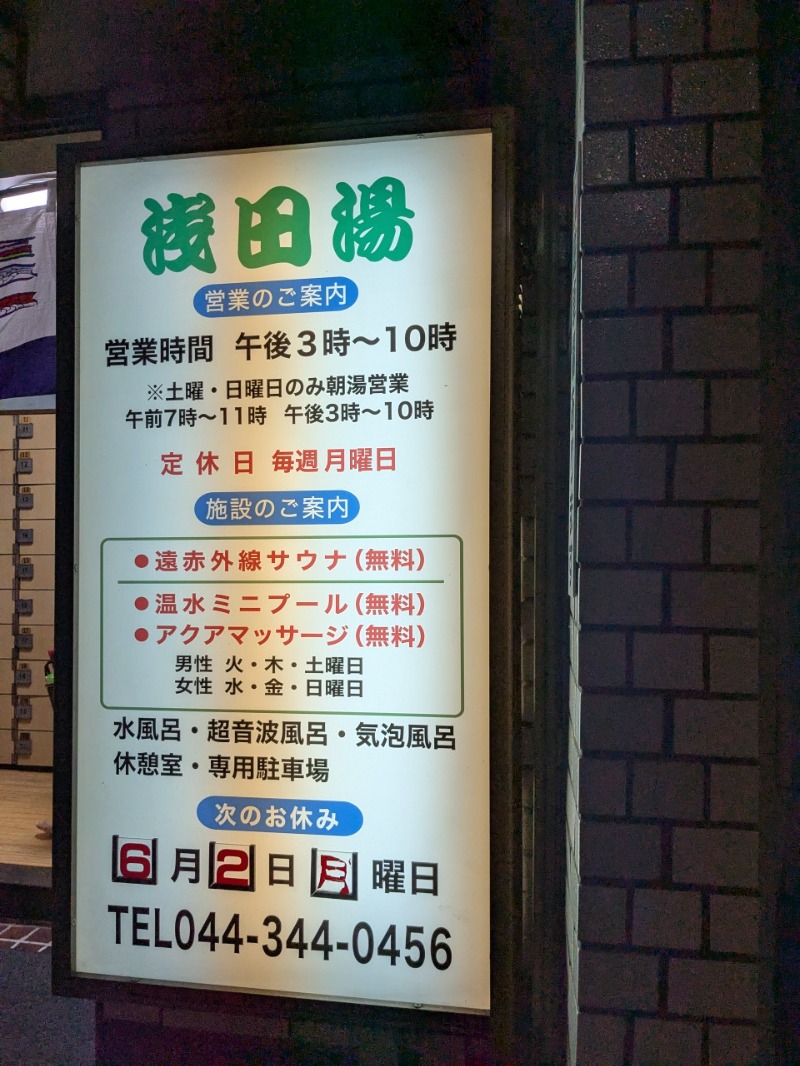 浅田湯
営業のご案内
営業時間 午後3時〜10時
※土曜・日曜日のみ朝湯営業
午前7時〜11時 午後3時〜10時
定休日 毎週月曜日
施設のご案内
●遠赤外線サウナ(無料)
●温水ミニプール(無料)
●アクアマッサージ(無料)
男性 火・木・土曜日
女性 水・金・日曜日
水風呂・超音波風呂・気泡風呂
休憩室・専用駐車場
次のお休み
6月2日月曜日
TEL044-344-0456